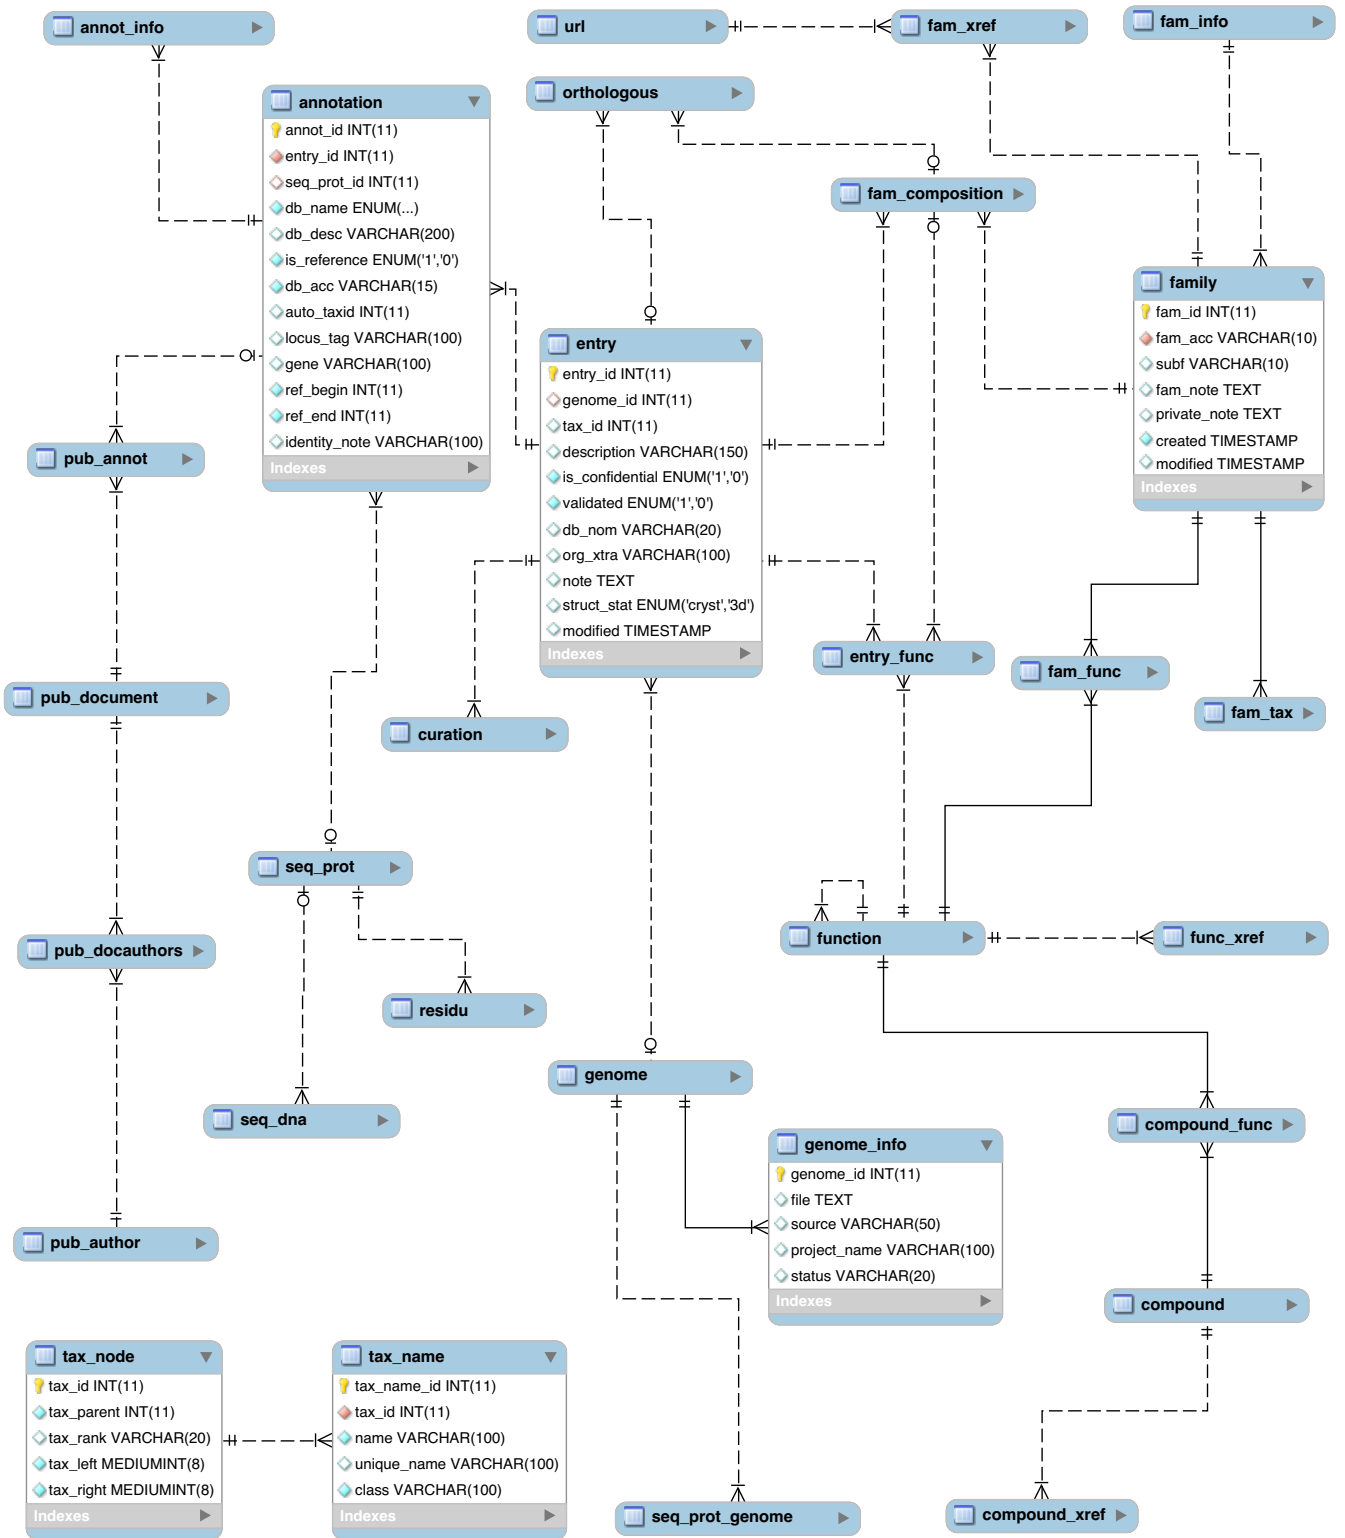 annot_info
url
fam_xref
fam_info
orthologous
annotation
annot_id INT(11)
entry_id INT(11)
seq_prot_id INT(11)
db_name ENUM(...)
db_desc VARCHAR(200)
is_reference ENUM('1','0')
db_acc VARCHAR(15)
auto_taxid INT(11)
locus_tag VARCHAR(100)
gene VARCHAR(100)
ref_begin INT(11)
ref_end INT(11)
identity_note VARCHAR(100)
Indexes
fam_composition
family
fam_id INT(11)
fam_acc VARCHAR(10)
subf VARCHAR(10)
fam_note TEXT
private_note TEXT
created TIMESTAMP
modified TIMESTAMP
Indexes
entry
entry_id INT(11)
genome_id INT(11)
tax_id INT(11)
description VARCHAR(150)
is_confidential ENUM('1','0')
validated ENUM('1','0')
db_nom VARCHAR(20)
org_xtra VARCHAR(100)
note TEXT
struct_stat ENUM('cryst','3d')
modified TIMESTAMP
Indexes
pub_annot
entry_func
fam_func
pub_document
fam_tax
curation
seq_prot
function
func_xref
pub_docauthors
residu
genome
seq_dna
compound_func
genome_info
genome_id INT(11)
file TEXT
source VARCHAR(50)
project_name VARCHAR(100)
status VARCHAR(20)
Indexes
pub_author
compound
tax_node
tax_id INT(11)
tax_parent INT(11)
tax_rank VARCHAR(20)
tax_left MEDIUMINT(8)
tax_right MEDIUMINT(8)
Indexes
tax_name
tax_name_id INT(11)
tax_id INT(11)
name VARCHAR(100)
unique_name VARCHAR(100)
class VARCHAR(100)
Indexes
seq_prot_genome
compound_xref